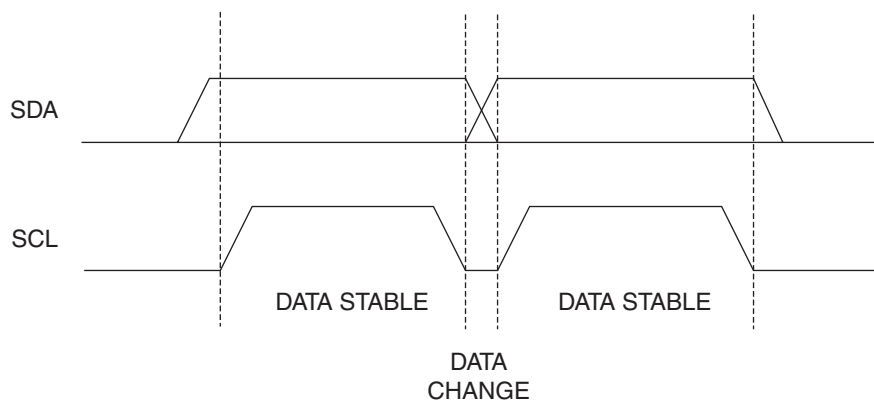 SDA
SCL
DATA STABLE
DATA STABLE
DATA
CHANGE